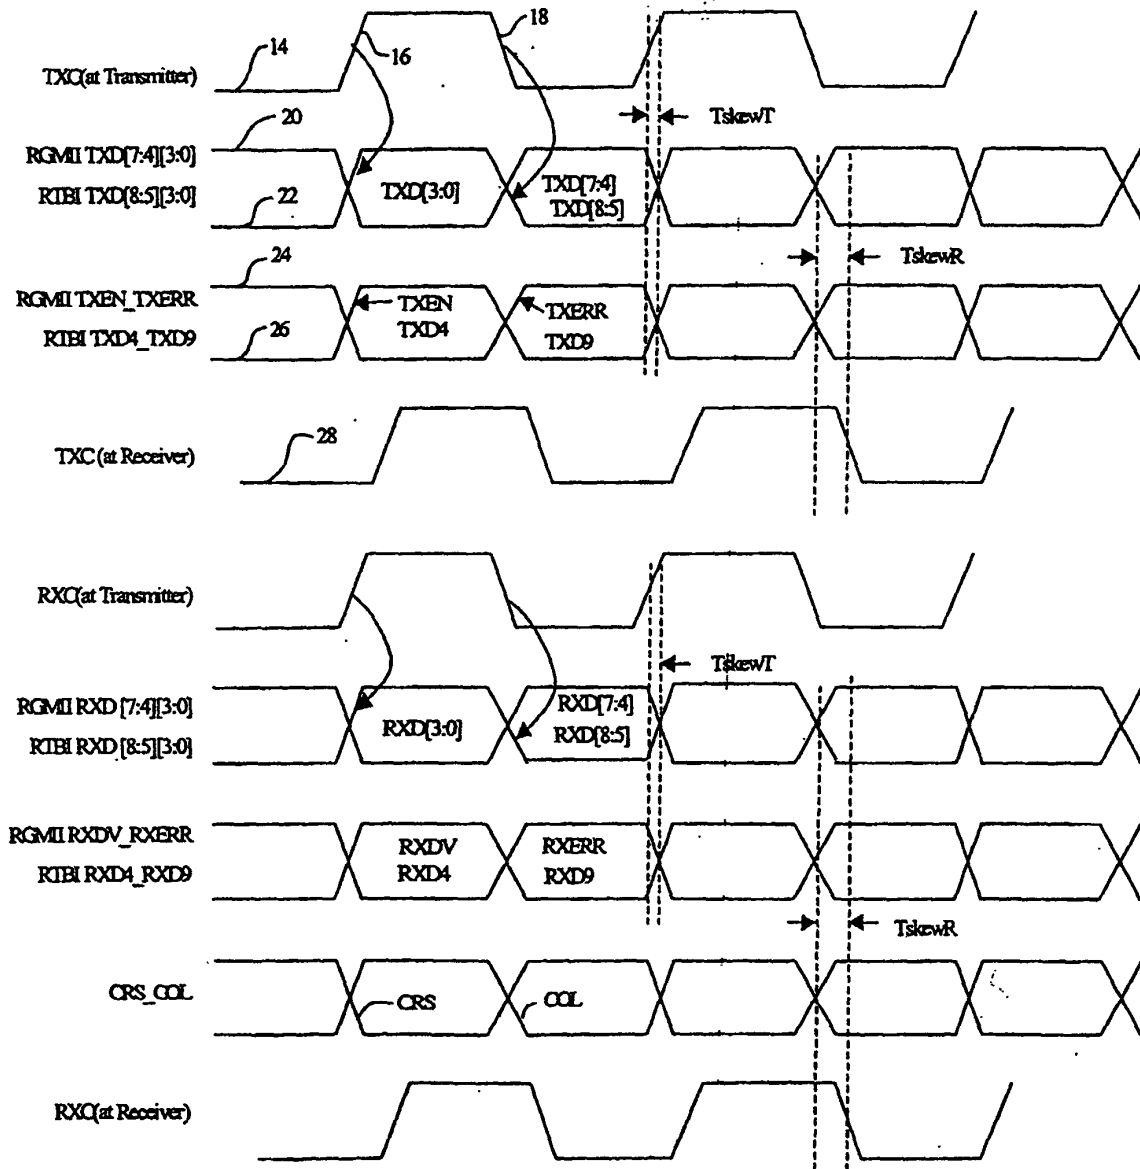 18
14
16
TXC(at Transmitter)
TskewT
20
RGMII TXD[7:4][3:0]
TXD[3:0]
TXD[7:4]
RTBI TXD[8:5][3:0]
TXD[8:5]
22
TskewR
24
RGMII TXEN_TXERR
TXEN
TXERR
RTBI TXD4_TXD9
TXD4
TXD9
26
28
TXC (at Receiver)
RXC(at Transmitter)
TskewT
RGMII RXD [7:4][3:0]
RXD[3:0]
RXD[7:4]
RTBI RXD [8:5][3:0]
RXD[8:5]
RGMII RXDV_RXERR
RXDV
RXERR
RTBI RXD4_RXD9
RXD4
RXD9
TskewR
CRS_COL
CRS
COL
RXC(at Receiver)